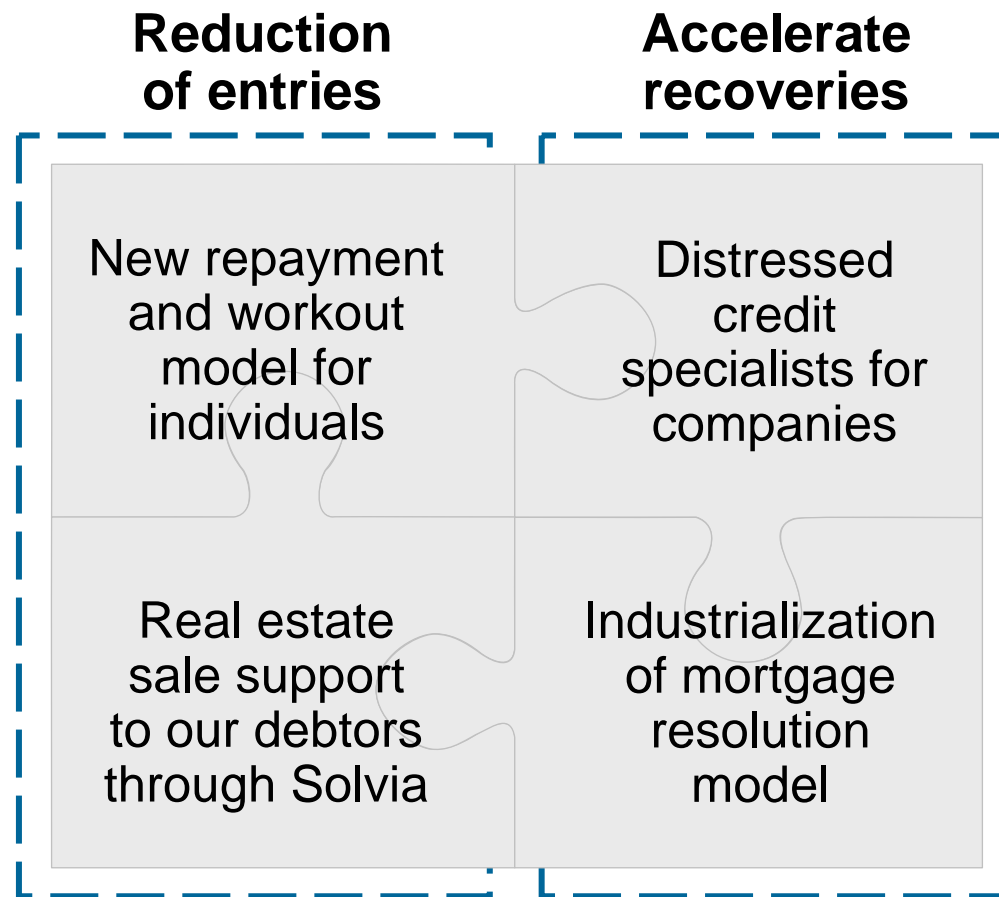 Reduction
of entries
Accelerate
recoveries
New repayment
and workout
model for
individuals
Distressed
credit
specialists for
companies
Real estate
sale support
to our debtors
through Solvia
Industrialization
of mortgage
resolution
model